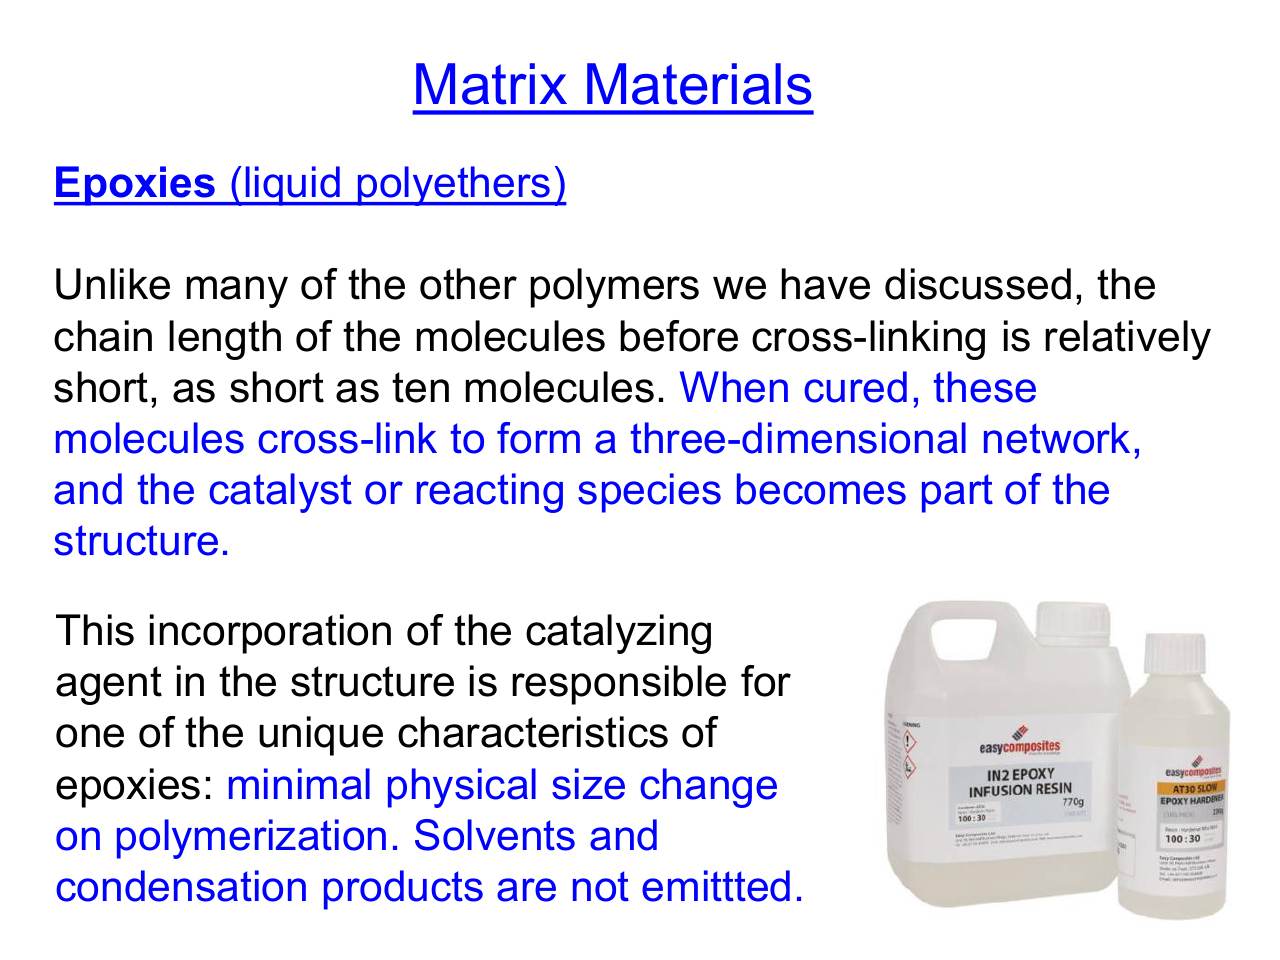 Matrix Materials
Epoxies (liquid polyethers)
Unlike many of the other polymers we have discussed, the
chain length of the molecules before cross-linking is relatively
short, as short as ten molecules. When cured, these
molecules cross-link to form a three-dimensional network,
and the catalyst or reacting species becomes part of the
structure.
This incorporation of the catalyzing
agent in the structure is responsible for
one of the unique characteristics of
epoxies: minimal physical size change
on polymerization. Solvents and
condensation products are not emittted.
easycomposites
IN2 EPOXY
INFUSION RESIN
770g
100 : 30
easycomposites
AT30 SLOW
EPOXY HARDENER
100 : 30